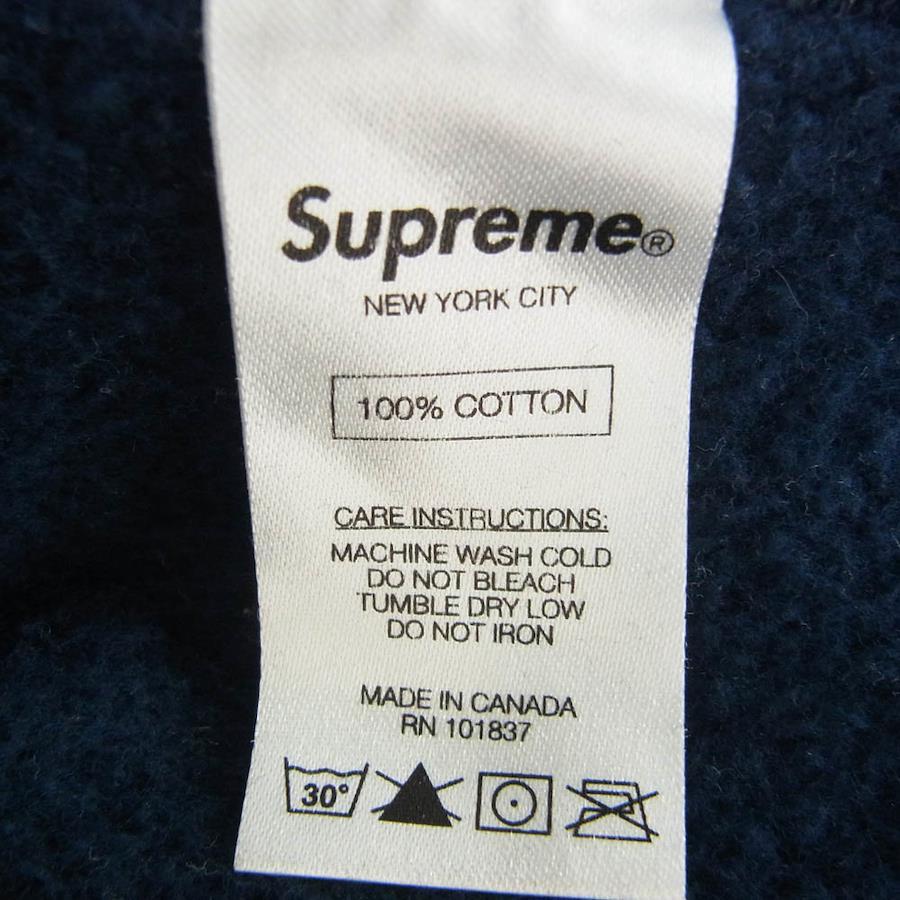 Supreme®
NEW YORK CITY
100% COTTON
CARE INSTRUCTIONS:
MACHINE WASH COLD
DO NOT BLEACH
TUMBLE DRY LOW
DO NOT IRON
MADE IN CANADA
RN 101837
30°